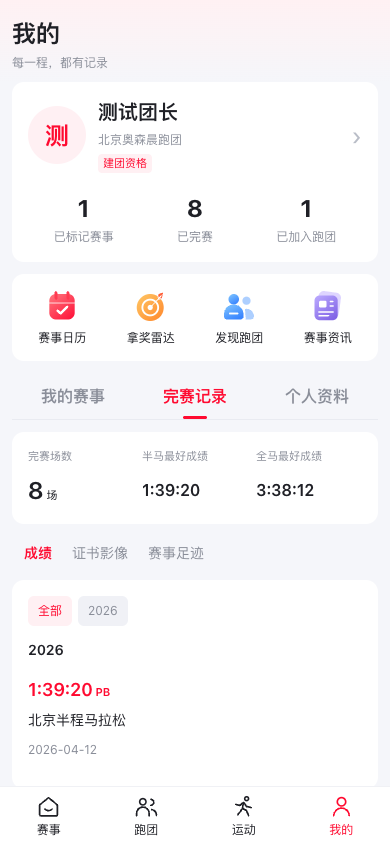 我的
每一程，都有记录
测
测试团长
北京奥森晨跑团
建团资格
1 8 1
已标记赛事 已完赛 已加入跑团
赛事日历 拿奖雷达 发现跑团 赛事资讯
我的赛事 完赛记录 个人资料
完赛场数 半马最好成绩 全马最好成绩
8 场 1:39:20 3:38:12
成绩 证书影像 赛事足迹
全部 2026
2026
1:39:20 PB
北京半程马拉松
2026-04-12
赛事 跑团 运动 我的